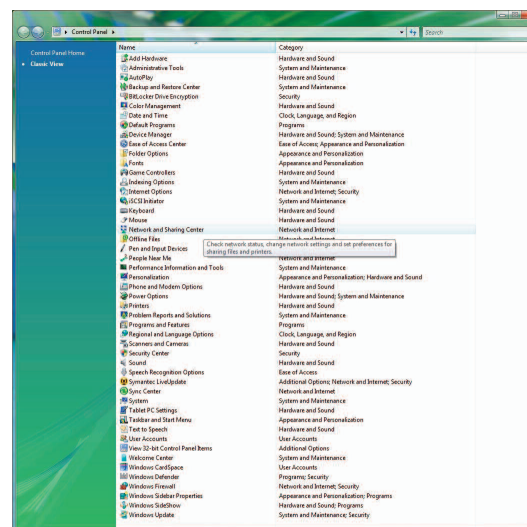 Control Panel
Search
Control Panel Home
Classic View
Name Category
Add Hardware Hardware and Sound
Administrative Tools System and Maintenance
AutoPlay Hardware and Sound
Backup and Restore Center System and Maintenance
BitLocker Drive Encryption Security
Color Management Hardware and Sound
Date and Time Clock, Language, and Region
Default Programs Programs
Device Manager Hardware and Sound; System and Maintenance
Ease of Access Center Ease of Access; Appearance and Personalization
Folder Options Appearance and Personalization
Fonts Appearance and Personalization
Game Controllers Hardware and Sound
Indexing Options System and Maintenance
Internet Options Network and Internet; Security
iSCSI Initiator System and Maintenance
Keyboard Hardware and Sound
Mouse Hardware and Sound
Network and Sharing Center Network and Internet
Offline Files Network and Internet
Check network status, change network settings and set preferences for
sharing files and printers.
Pen and Input Devices
People Near Me Network and Internet
Performance Information and Tools System and Maintenance
Personalization Appearance and Personalization; Hardware and Sound
Phone and Modem Options Hardware and Sound
Power Options Hardware and Sound; System and Maintenance
Printers Hardware and Sound
Problem Reports and Solutions System and Maintenance
Programs and Features Programs
Regional and Language Options Clock, Language, and Region
Scanners and Cameras Hardware and Sound
Security Center Security
Sound Hardware and Sound
Speech Recognition Options Ease of Access
Symantec LiveUpdate Additional Options; Network and Internet; Security
Sync Center Network and Internet
System System and Maintenance
Tablet PC Settings Hardware and Sound
Taskbar and Start Menu Appearance and Personalization
Text to Speech Hardware and Sound
User Accounts User Accounts
View 32-bit Control Panel Items Additional Options
Welcome Center System and Maintenance
Windows CardSpace User Accounts
Windows Defender Programs; Security
Windows Firewall Network and Internet; Security
Windows Sidebar Properties Appearance and Personalization; Programs
Windows SideShow Hardware and Sound; Programs
Windows Update System and Maintenance; Security